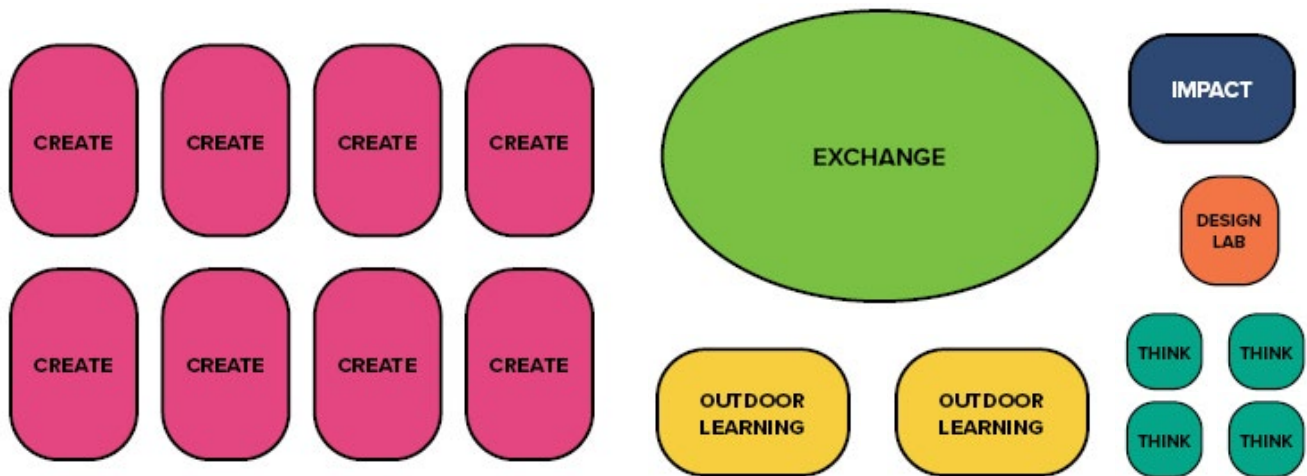 CREATE
CREATE
CREATE
CREATE
CREATE
CREATE
CREATE
CREATE
EXCHANGE
OUTDOOR
LEARNING
OUTDOOR
LEARNING
IMPACT
DESIGN
LAB
THINK
THINK
THINK
THINK